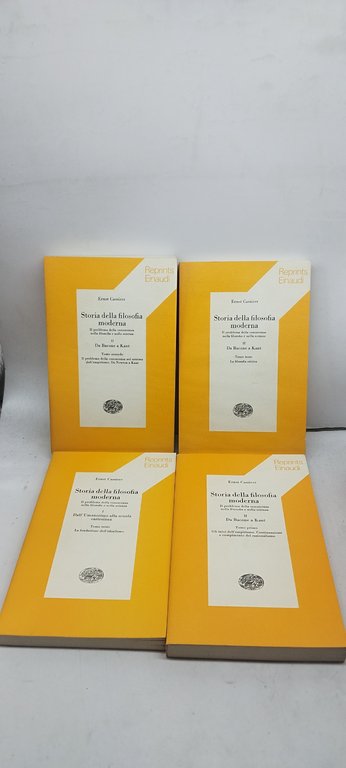 Reprints
Einaudi
Ernst Cassirer
Storia della filosofia
moderna
Il problema della conoscenza
nella filosofia e nella scienza
II
Da Bacone a Kant
Tomo secondo
Il problema della conoscenza nel sistema
dell'empirismo. Da Newton a Kant
Reprints
Einaudi
Ernst Cassirer
Storia della filosofia
moderna
Il problema della conoscenza
nella filosofia e nella scienza
II
Da Bacone a Kant
Tomo terzo
La filosofia critica
Reprints
Einaudi
Ernst Cassirer
Storia della filosofia
moderna
Il problema della conoscenza
nella filosofia e nella scienza
I
Dall'Umanesimo alla scuola
cartesiana
Tomo
La fondazione dell'idealismo
Reprints
Einaudi
Ernst Cassirer
Storia della filosofia
moderna
Il problema della conoscenza
nella filosofia e nella scienza
II
Da Bacone a Kant
Tomo primo
Gli inizi dell'empirismo. Continuazione
e compimento del razionalismo